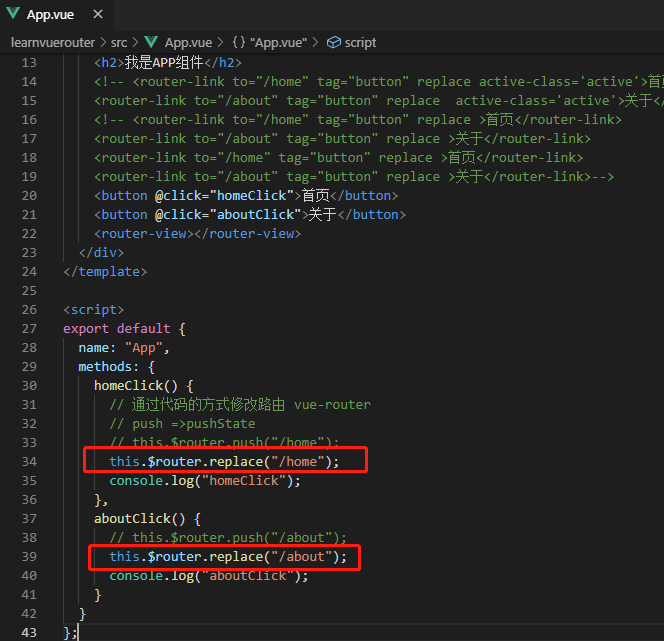 App.vue ×
learnvuerouter > src > App.vue > {} "App.vue" > script
13 <h2>我是APP组件</h2>
14 <!-- <router-link to="/home" tag="button" replace active-class='active'>首页
15 <router-link to="/about" tag="button" replace  active-class='active'>关于</
16 <!-- <router-link to="/home" tag="button" replace >首页</router-link>
17 <router-link to="/about" tag="button" replace >关于</router-link>
18 <router-link to="/home" tag="button" replace >首页</router-link>
19 <router-link to="/about" tag="button" replace >关于</router-link>-->
20 <button @click="homeClick">首页</button>
21 <button @click="aboutClick">关于</button>
22 <router-view></router-view>
23 </div>
24 </template>
25
26 <script>
27 export default {
28 name: "App",
29 methods: {
30 homeClick() {
31 // 通过代码的方式修改路由 vue-router
32 // push =>pushState
33 // this.$router.push("/home");
34 this.$router.replace("/home");
35 console.log("homeClick");
36 },
37 aboutClick() {
38 // this.$router.push("/about");
39 this.$router.replace("/about");
40 console.log("aboutClick");
41 }
42 }
43 };